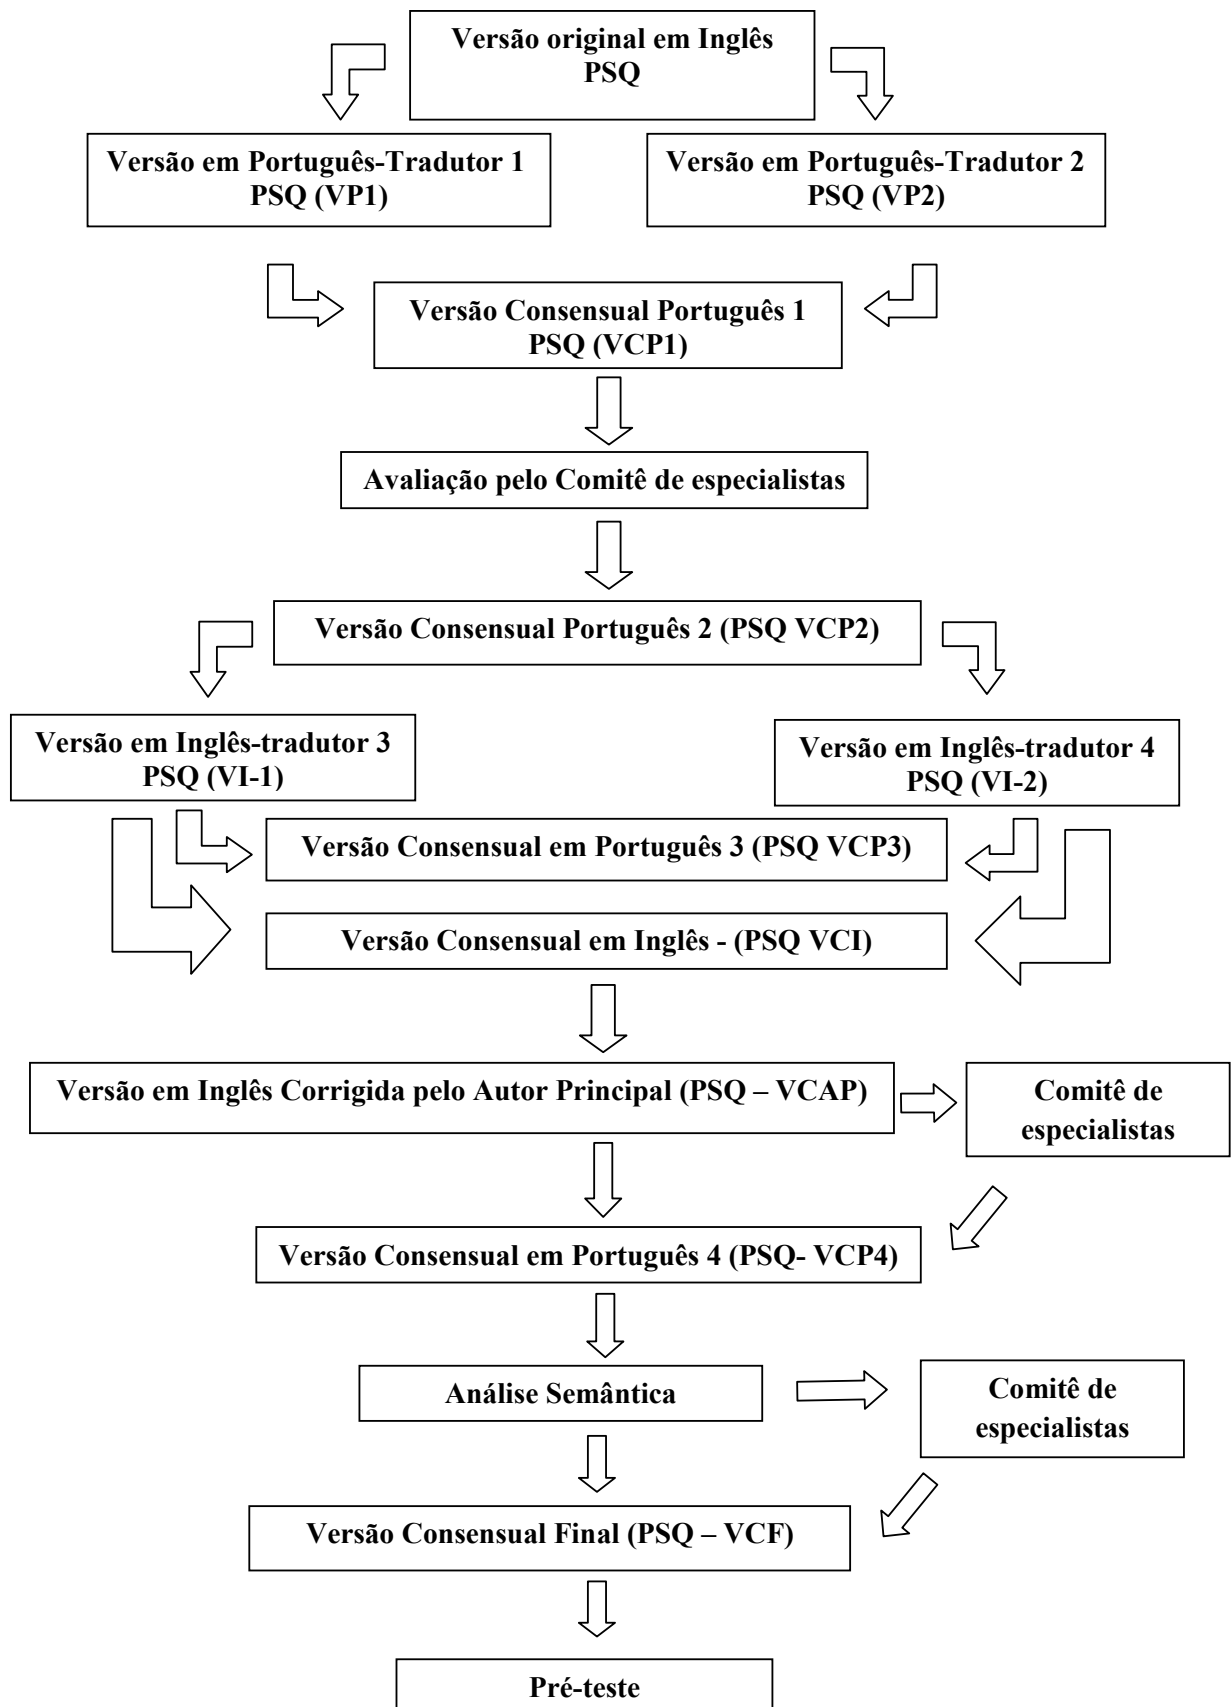 Versão original em Inglês
PSQ
Versão em Português-Tradutor 1
PSQ (VP1)
Versão em Português-Tradutor 2
PSQ (VP2)
Versão Consensual Português 1
PSQ (VCP1)
Avaliação pelo Comitê de especialistas
Versão Consensual Português 2 (PSQ VCP2)
Versão em Inglês-tradutor 3
PSQ (VI-1)
Versão em Inglês-tradutor 4
PSQ (VI-2)
Versão Consensual em Português 3 (PSQ VCP3)
Versão Consensual em Inglês - (PSQ VCI)
Versão em Inglês Corrigida pelo Autor Principal (PSQ – VCAP)
Comitê de
especialistas
Versão Consensual em Português 4 (PSQ- VCP4)
Análise Semântica
Comitê de
especialistas
Versão Consensual Final (PSQ – VCF)
Pré-teste